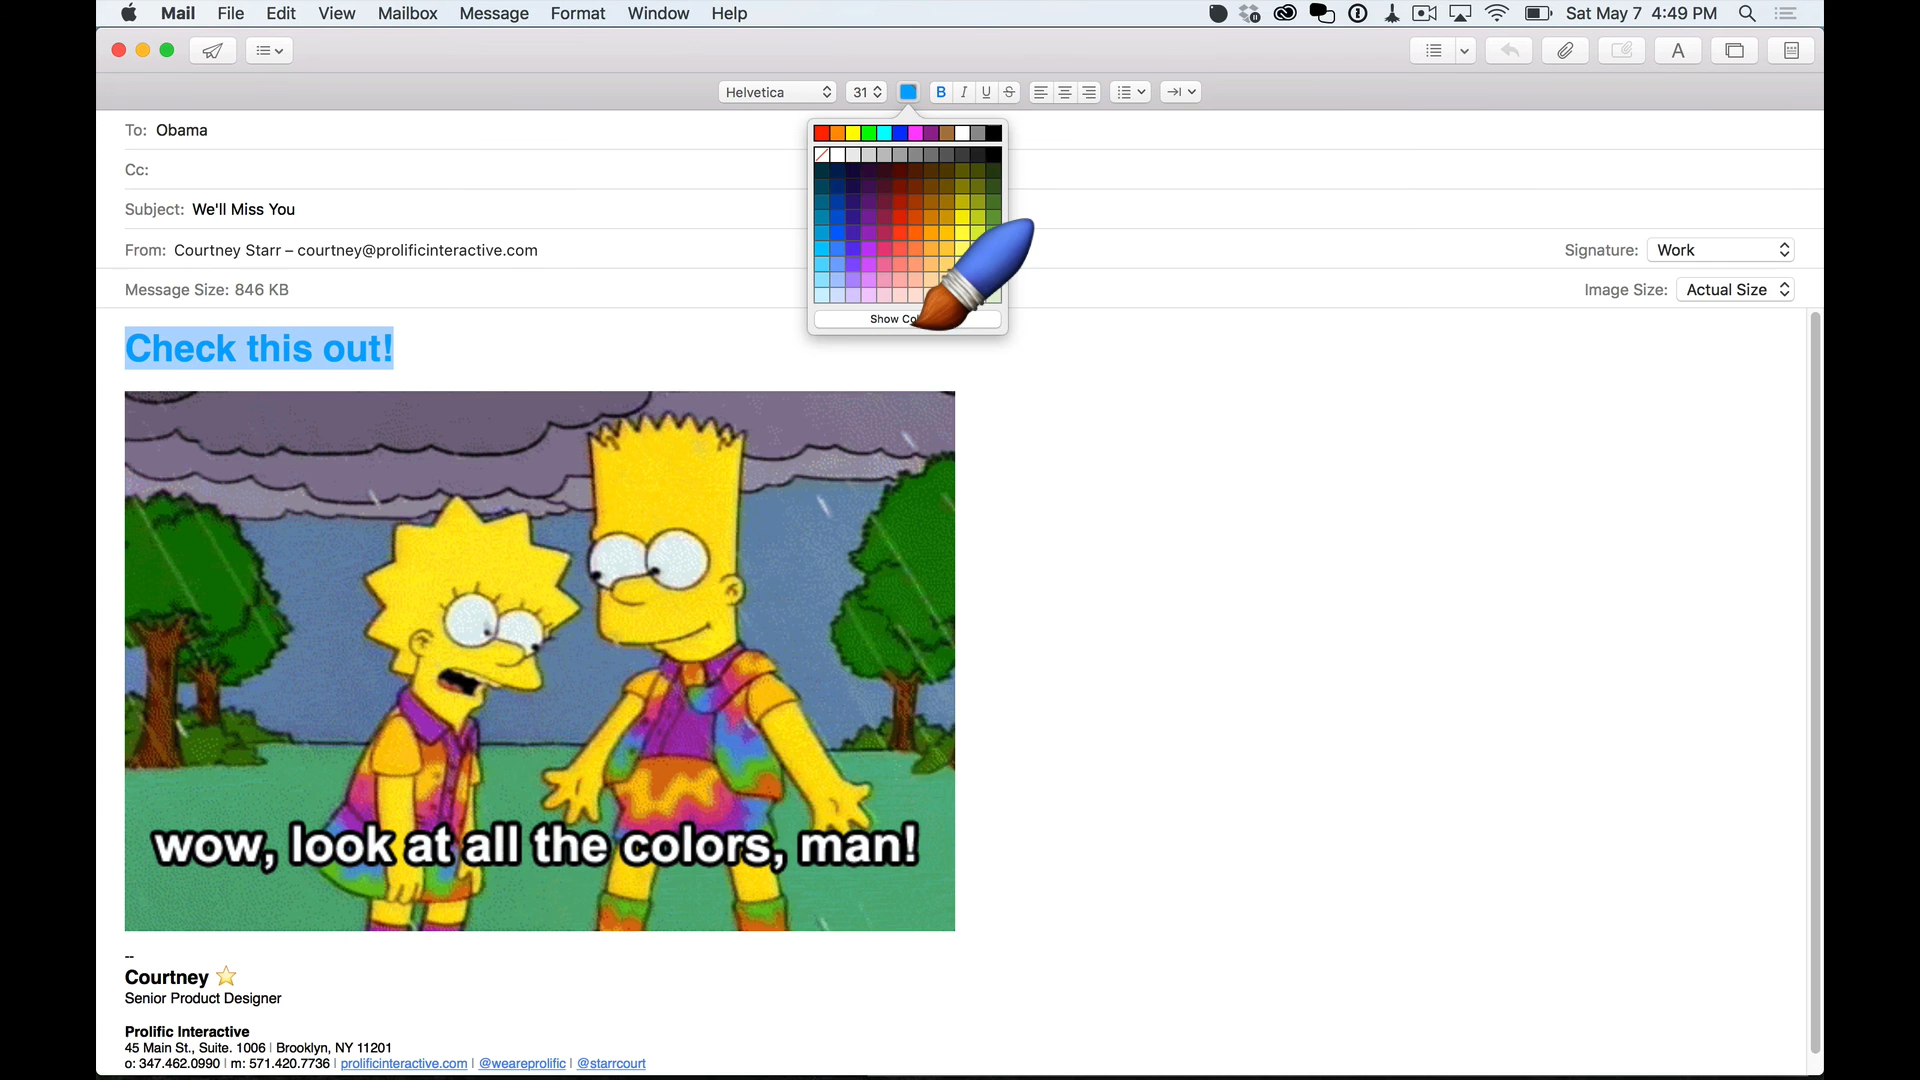 Mail File Edit View Mailbox Message Format Window Help Sat May 7 4:49 PM
Helvetica 31 B I U S
To: Obama
Cc:
Subject: We'll Miss You
From: Courtney Starr – courtney@prolificinteractive.com Signature: Work
Message Size: 846 KB Image Size: Actual Size
Show
Check this out!
wow, look at all the colors, man!
--
Courtney
Senior Product Designer
Prolific Interactive
45 Main St., Suite. 1006 | Brooklyn, NY 11201
o: 347.462.0990 | m: 571.420.7736 | prolificinteractive.com | @weareprolific | @starrcourt